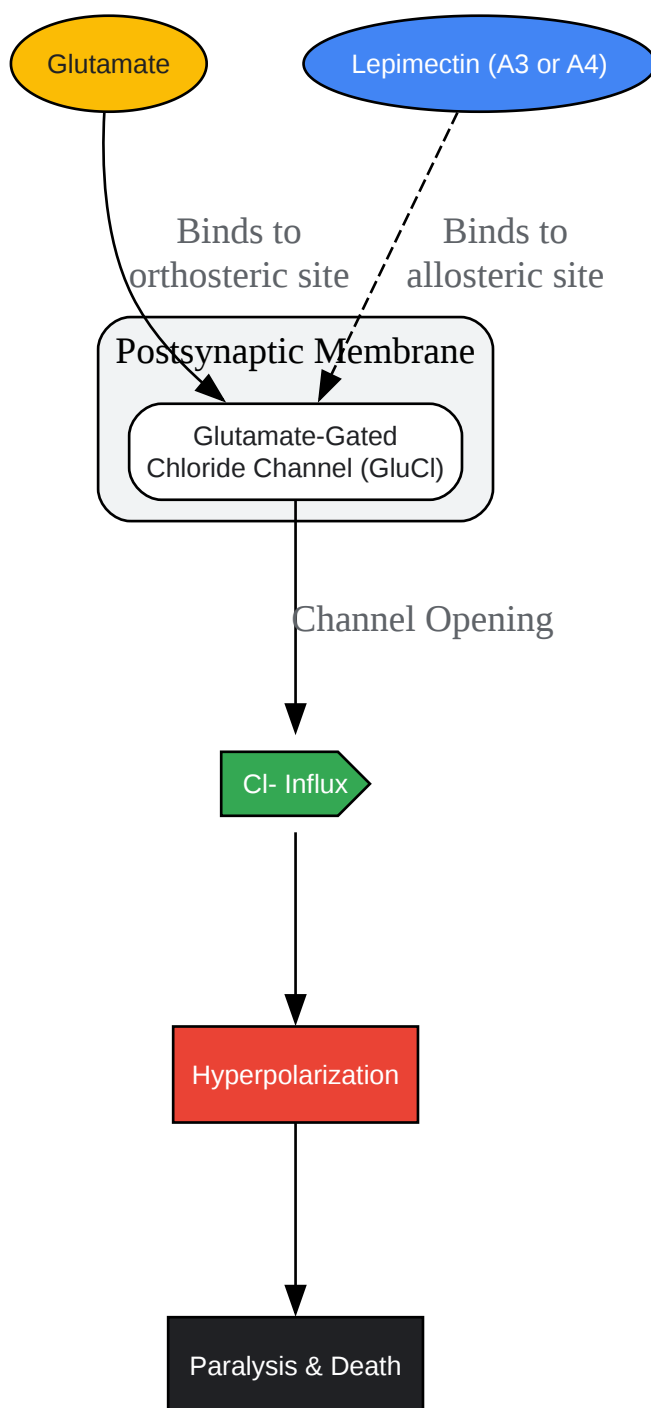 Glutamate
Lepimectin (A3 or A4)
Binds to
orthosteric site
Binds to
allosteric site
Postsynaptic Membrane
Glutamate-Gated
Chloride Channel (GluCl)
Channel Opening
Cl- Influx
Hyperpolarization
Paralysis & Death